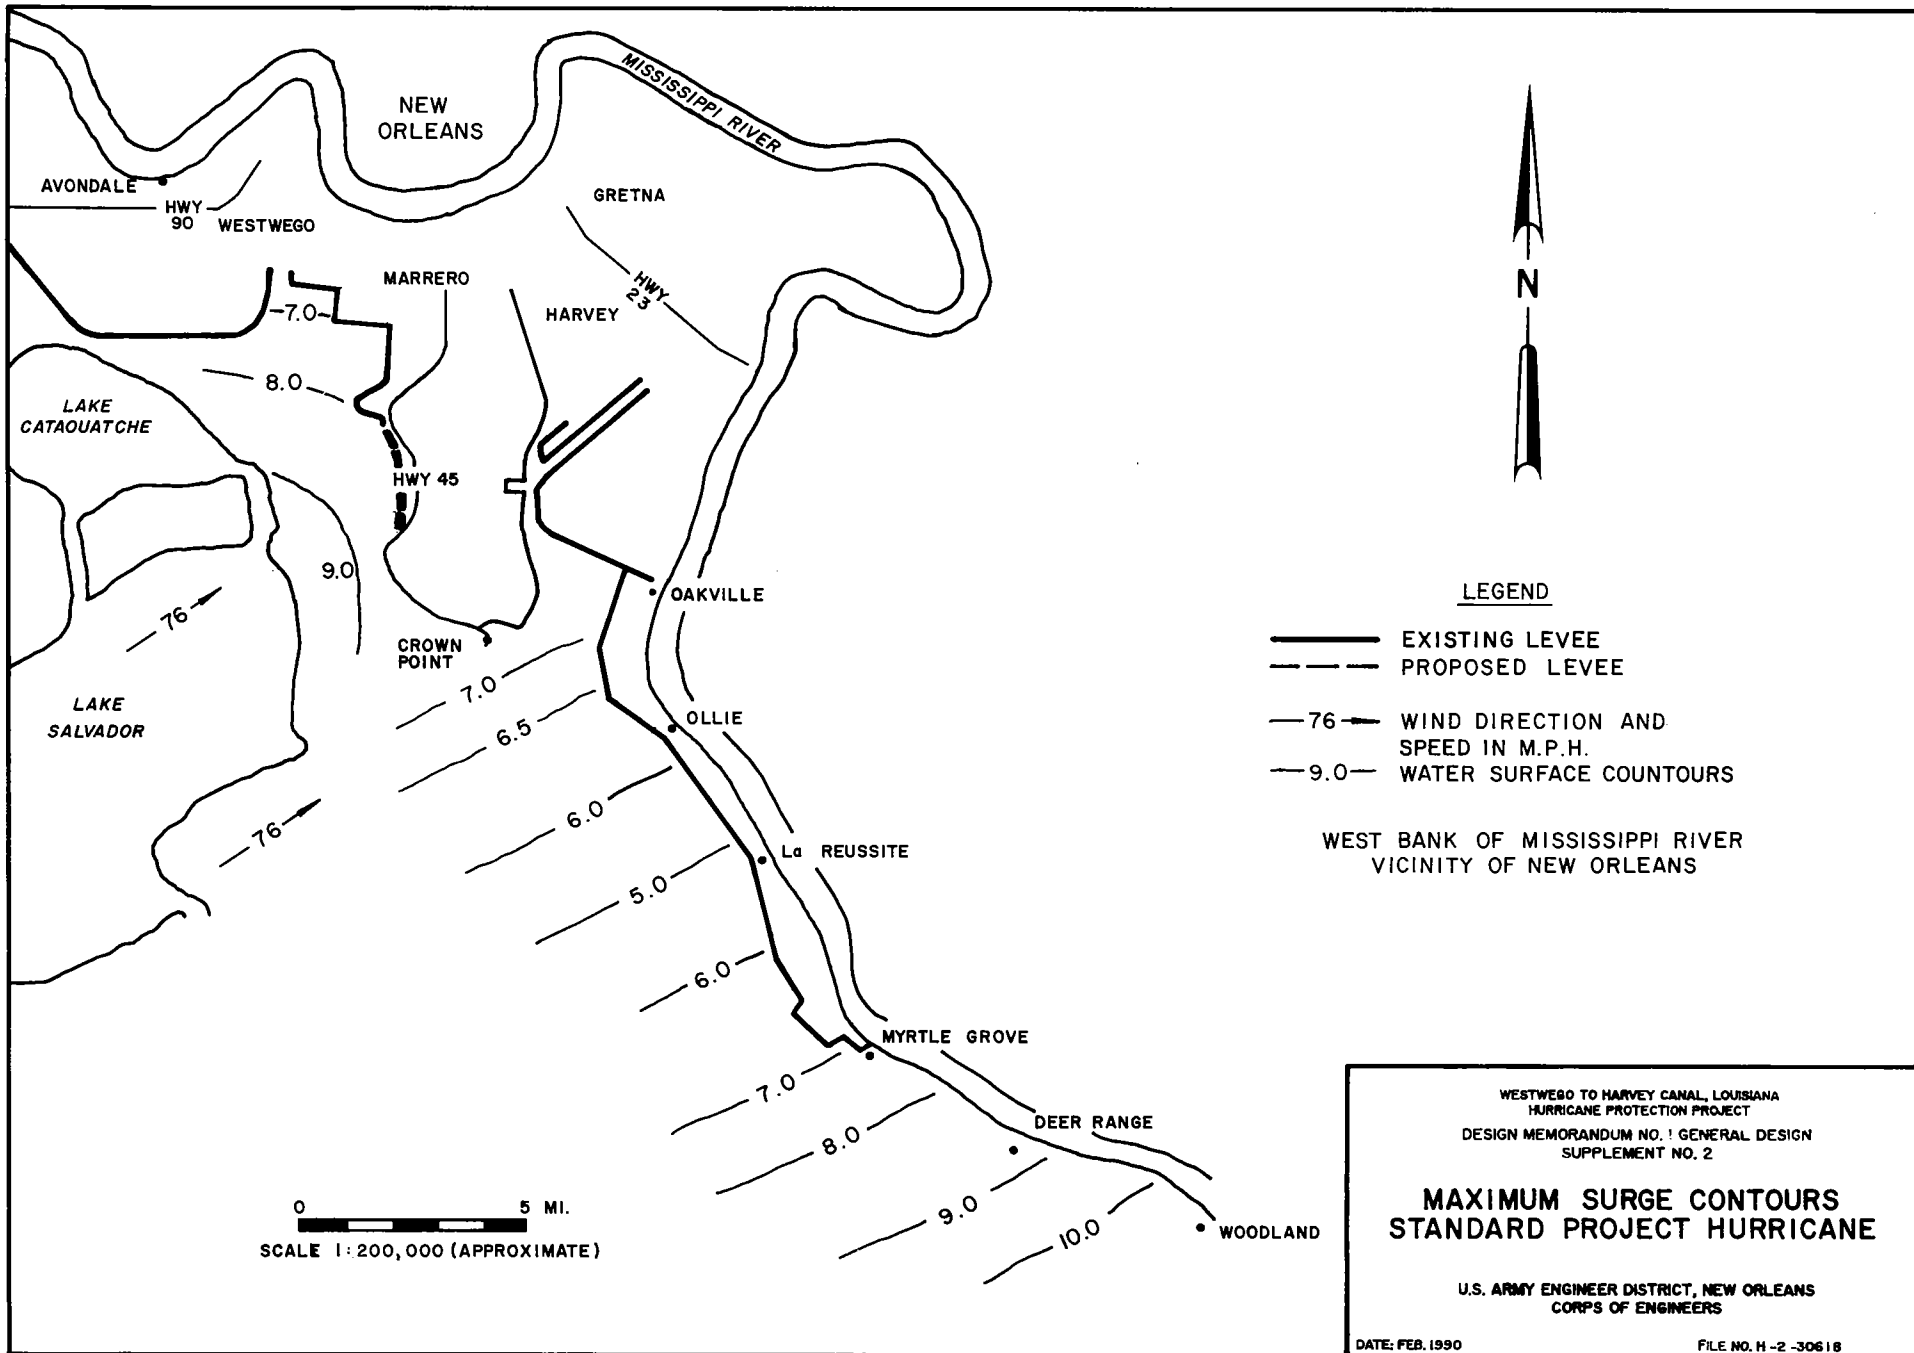 NEW
ORLEANS
MISSISSIPPI RIVER
AVONDALE
HWY
90
WESTWEGO
GRETNA
HWY
23
MARRERO
HARVEY
7.0
8.0
LAKE
CATAOUATCHE
HWY 45
9.0
76
OAKVILLE
CROWN
POINT
7.0
LAKE
SALVADOR
6.5
OLLIE
76
6.0
La REUSSITE
5.0
6.0
MYRTLE GROVE
7.0
8.0
DEER RANGE
9.0
10.0
WOODLAND
0 5 MI.
SCALE 1:200,000 (APPROXIMATE)
N
LEGEND
EXISTING LEVEE
PROPOSED LEVEE
76 WIND DIRECTION AND
SPEED IN M.P.H.
9.0 WATER SURFACE COUNTOURS
WEST BANK OF MISSISSIPPI RIVER
VICINITY OF NEW ORLEANS
WESTWEGO TO HARVEY CANAL, LOUISIANA
HURRICANE PROTECTION PROJECT
DESIGN MEMORANDUM NO. 1 GENERAL DESIGN
SUPPLEMENT NO. 2
MAXIMUM SURGE CONTOURS
STANDARD PROJECT HURRICANE
U.S. ARMY ENGINEER DISTRICT, NEW ORLEANS
CORPS OF ENGINEERS
DATE: FEB. 1990
FILE NO. H-2-30618